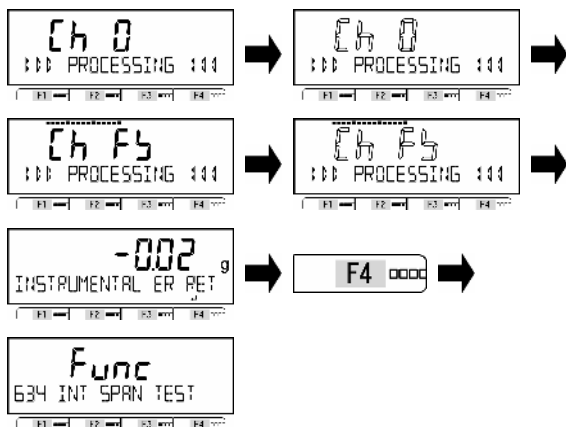 Ch 0
PROCESSING
F1 F2 F3 F4
Ch 0
PROCESSING
F1 F2 F3 F4
Ch FS
PROCESSING
F1 F2 F3 F4
Ch FS
PROCESSING
F1 F2 F3 F4
-0.02 g
INSTRUMENTAL ER RET
F1 F2 F3 F4
F4
Func
634 INT SPAN TEST
F1 F2 F3 F4